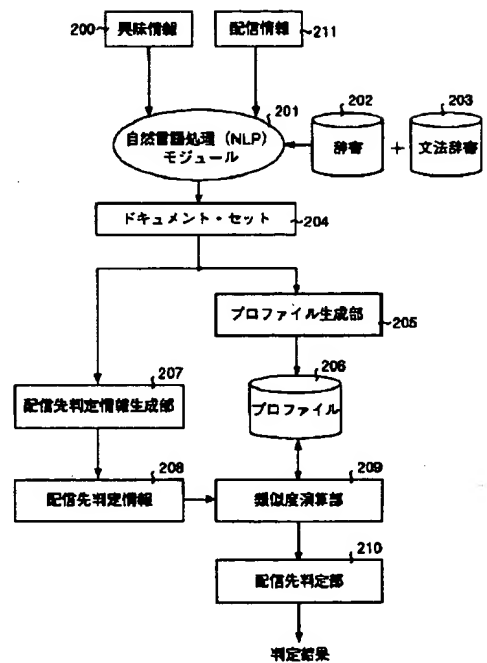 200 興味情報
配信情報 211
201
自然言語処理（NLP）
モジュール
202
辞書
+
203
文法辞書
ドキュメント・セット
204
プロファイル生成部
205
206
プロファイル
207
配信先判定情報生成部
208
配信先判定情報
209
類似度演算部
210
配信先判定部
判定結果